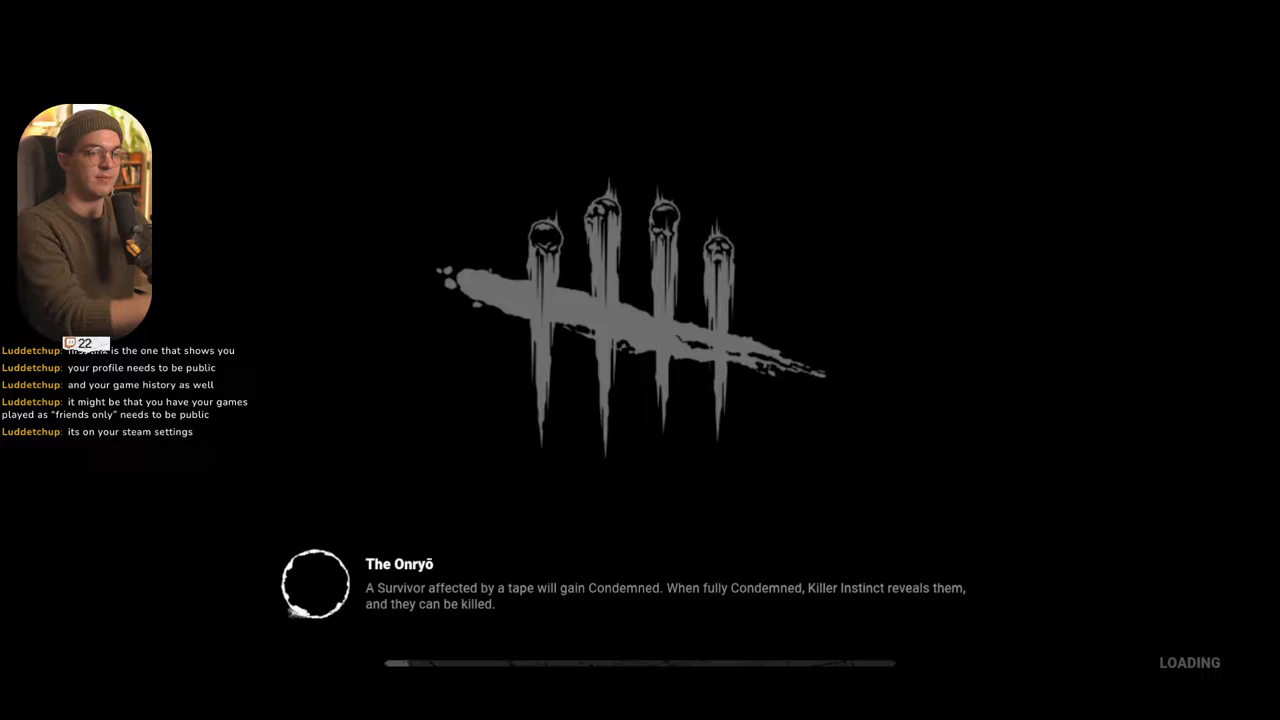 22
Luddetchup: is the one that shows you
Luddetchup: your profile needs to be public
Luddetchup: and your game history as well
Luddetchup: it might be that you have your games
played as “friends only” needs to be public
Luddetchup: its on your steam settings
The Onryō
A Survivor affected by a tape will gain Condemned. When fully Condemned, Killer Instinct reveals them,
and they can be killed.
LOADING